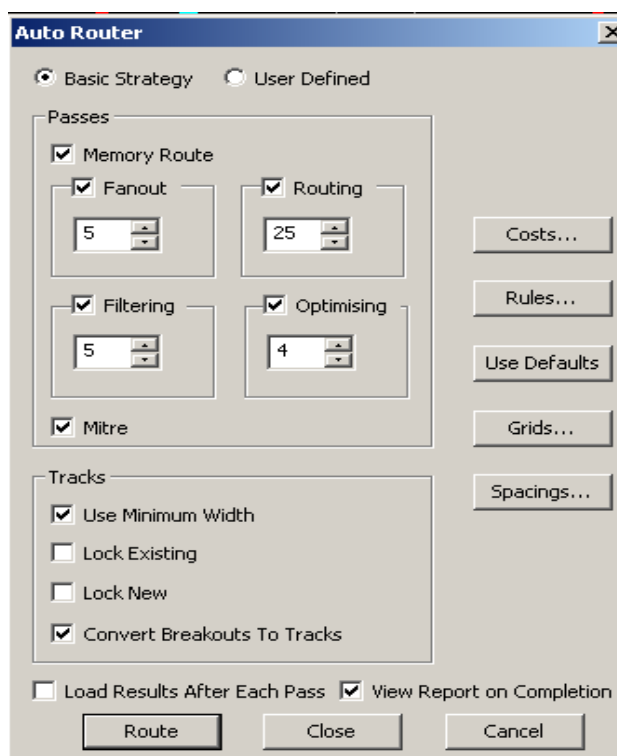 Auto Router
Basic Strategy User Defined
Passes
Memory Route
Fanout Routing
5 25
Costs...
Rules...
Filtering Optimising
5 4
Use Defaults
Mitre
Grids...
Tracks
Spacings...
Use Minimum Width
Lock Existing
Lock New
Convert Breakouts To Tracks
Load Results After Each Pass View Report on Completion
Route Close Cancel